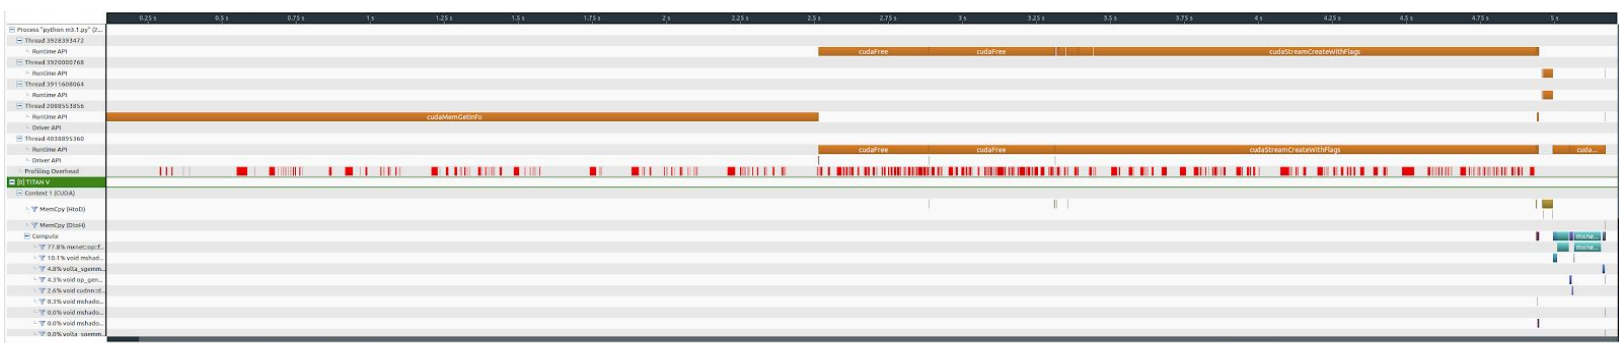 0.25 s 0.5 s 0.75 s 1 s 1.25 s 1.5 s 1.75 s 2 s 2.25 s 2.5 s 2.75 s 3 s 3.25 s 3.5 s 3.75 s 4 s 4.25 s 4.5 s 4.75 s 5 s
Process "python m3.1.py" (2...
Thread 3928393472
Runtime API cudaFree cudaFree cudaStreamCreateWithFlags
Thread 3920000768
Runtime API
Thread 3911608064
Runtime API
Thread 2088553856
Runtime API cudaMemGetInfo
Driver API
Thread 4038895360
Runtime API cudaFree cudaFree cudaStreamCreateWithFlags cuda...
Driver API
Profiling Overhead
[0] TITAN V
Context 1 (CUDA)
MemCpy (HtoD)
MemCpy (DtoH)
Compute
77.8% mxnet::op::f...
10.1% void mshad...
4.8% volta_sgemm...
4.3% void op_gen...
2.6% void cudnn::d...
0.3% void mshado...
0.0% void mshado...
0.0% void mshado...
0.0% volta_sgemm...